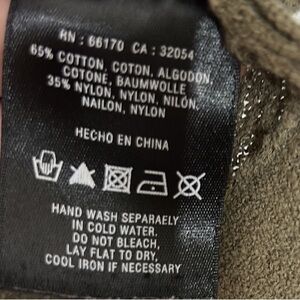 RN : 66170 CA : 32054
65% COTTON, COTON, ALGODON,
COTONE, BAUMWOLLE
35% NYLON, NYLON, NILÓN,
NAILON, NYLON
HECHO EN CHINA
HAND WASH SEPARAELY
IN COLD WATER.
DO NOT BLEACH,
LAY FLAT TO DRY,
COOL IRON IF NECESSARY